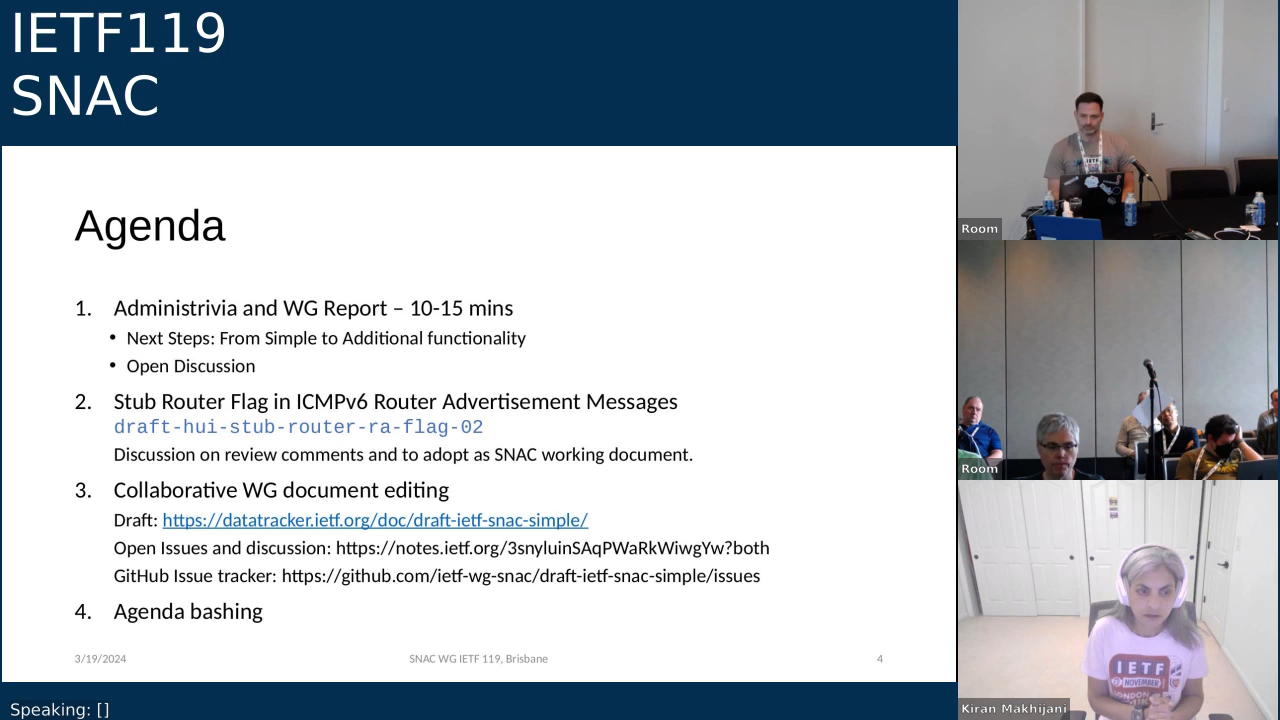 IETF119
SNAC
Agenda
1. Administrivia and WG Report – 10-15 mins
• Next Steps: From Simple to Additional functionality
• Open Discussion
2. Stub Router Flag in ICMPv6 Router Advertisement Messages
draft-hui-stub-router-ra-flag-02
Discussion on review comments and to adopt as SNAC working document.
3. Collaborative WG document editing
Draft: https://datatracker.ietf.org/doc/draft-ietf-snac-simple/
Open Issues and discussion: https://notes.ietf.org/3snyluinSAqPWaRkWiwgYw?both
GitHub Issue tracker: https://github.com/ietf-wg-snac/draft-ietf-snac-simple/issues
4. Agenda bashing
3/19/2024
SNAC WG IETF 119, Brisbane
4
Speaking: []
Room
IETF
Room
Kiran Makhijani
IETF
NOVEMBER
LONDON